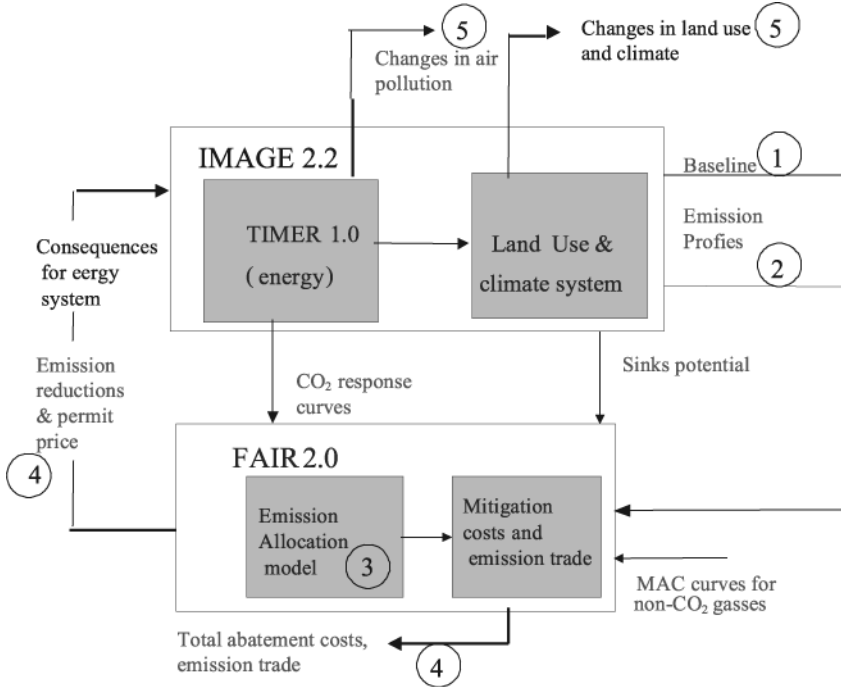 5
Changes in air
pollution
Changes in land use
and climate
5
IMAGE 2.2
TIMER 1.0
( energy)
Land Use &
climate system
Baseline
1
Emission
Profies
2
Consequences
for eergy
system
Emission
reductions
& permit
price
4
CO₂ response
curves
Sinks potential
FAIR 2.0
Emission
Allocation
model
3
Mitigation
costs and
emission trade
MAC curves for
non-CO₂ gasses
Total abatement costs,
emission trade
4